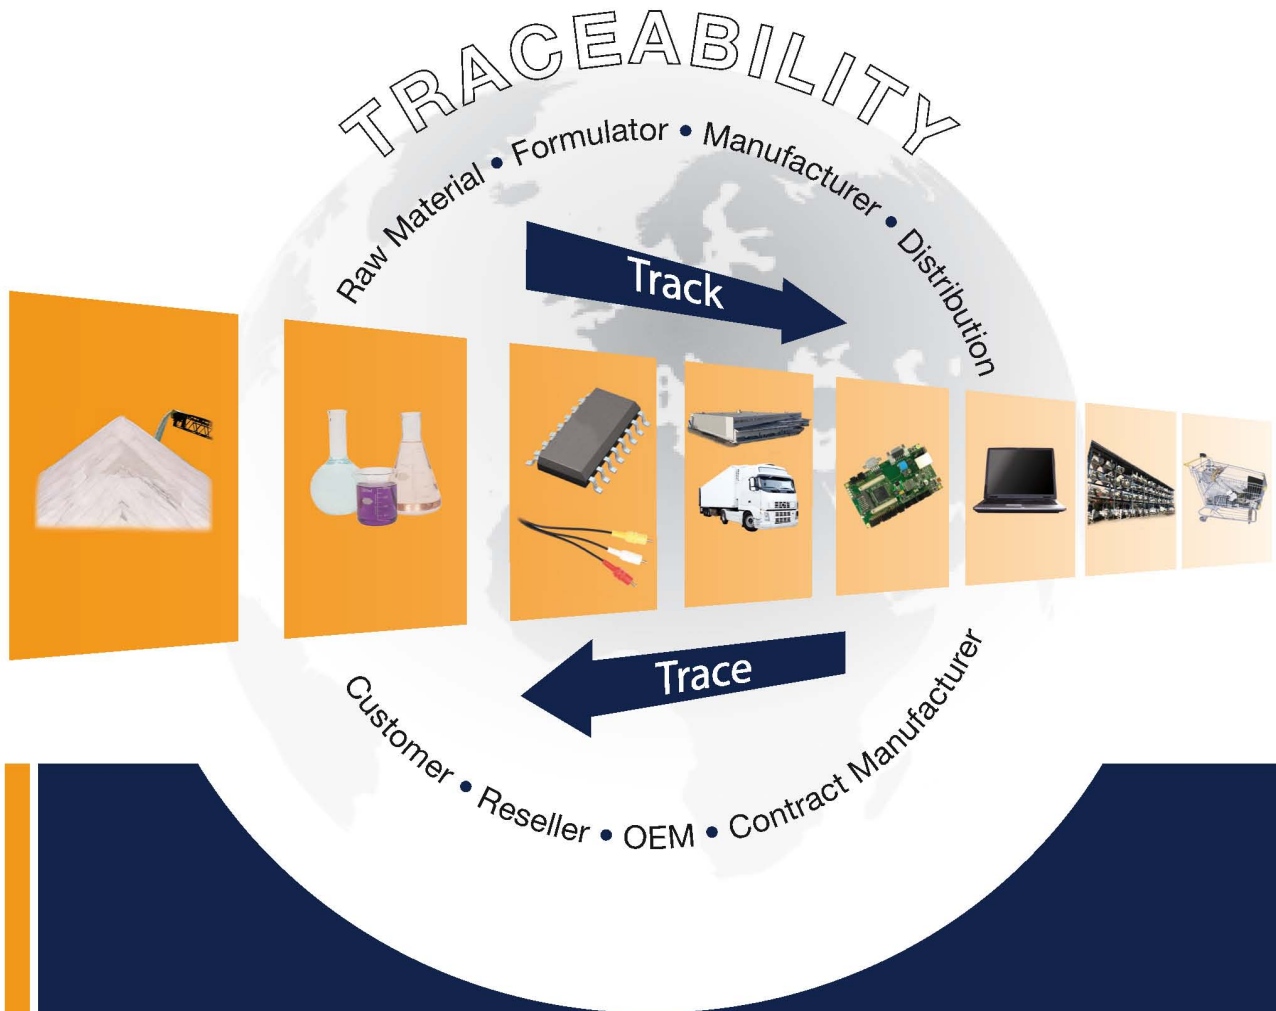 TRACEABILITY
Raw Material • Formulator • Manufacturer • Distribution
Track
Trace
Customer • Reseller • OEM • Contract Manufacturer